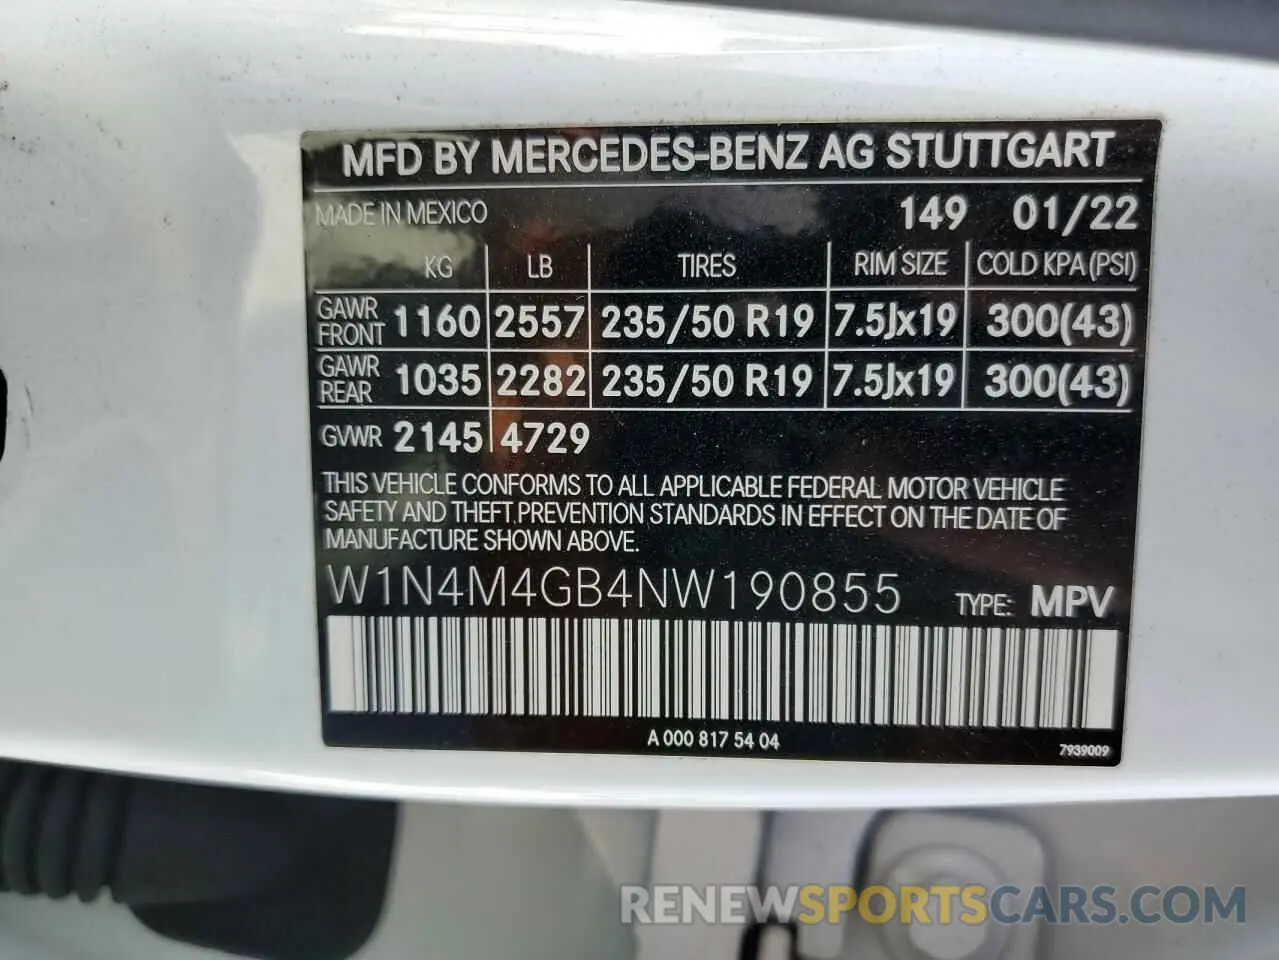 MFD BY MERCEDES-BENZ AG STUTTGART
MADE IN MEXICO 149 01/22
KG LB TIRES RIM SIZE COLD KPA (PSI)
GAWR FRONT 1160 2557 235/50 R19 7.5Jx19 300(43)
GAWR REAR 1035 2282 235/50 R19 7.5Jx19 300(43)
GVWR 2145 4729
THIS VEHICLE CONFORMS TO ALL APPLICABLE FEDERAL MOTOR VEHICLE
SAFETY AND THEFT PREVENTION STANDARDS IN EFFECT ON THE DATE OF
MANUFACTURE SHOWN ABOVE.
W1N4M4GB4NW190855 TYPE: MPV
A 000 817 54 04 7939009
RENEWSPORTSCARS.COM